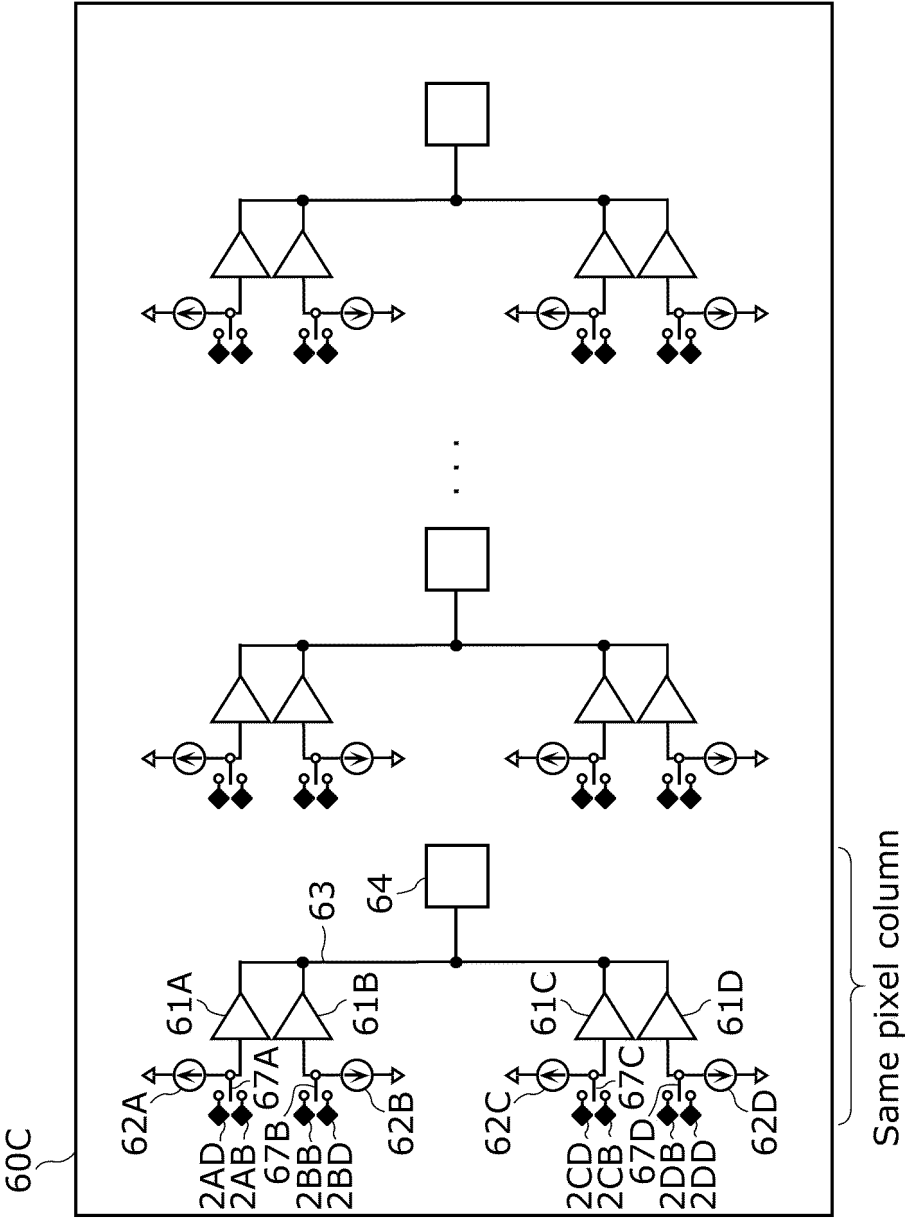 60C
62A
61A
2AD
2AB
67A
67B
2BB
2BD
61B
62B
63
64
62C
61C
2CD
2CB
67C
67D
2DB
2DD
61D
62D
. . .
Same pixel column